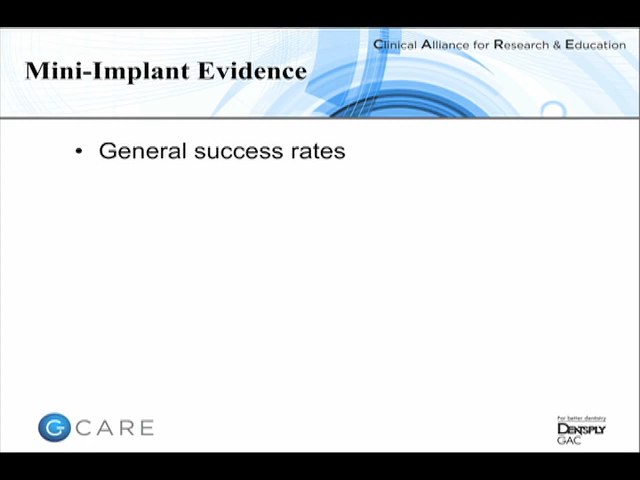 Clinical Alliance for Research & Education
Mini-Implant Evidence
• General success rates
G CARE
For better dentistry
DENTSPLY
GAC